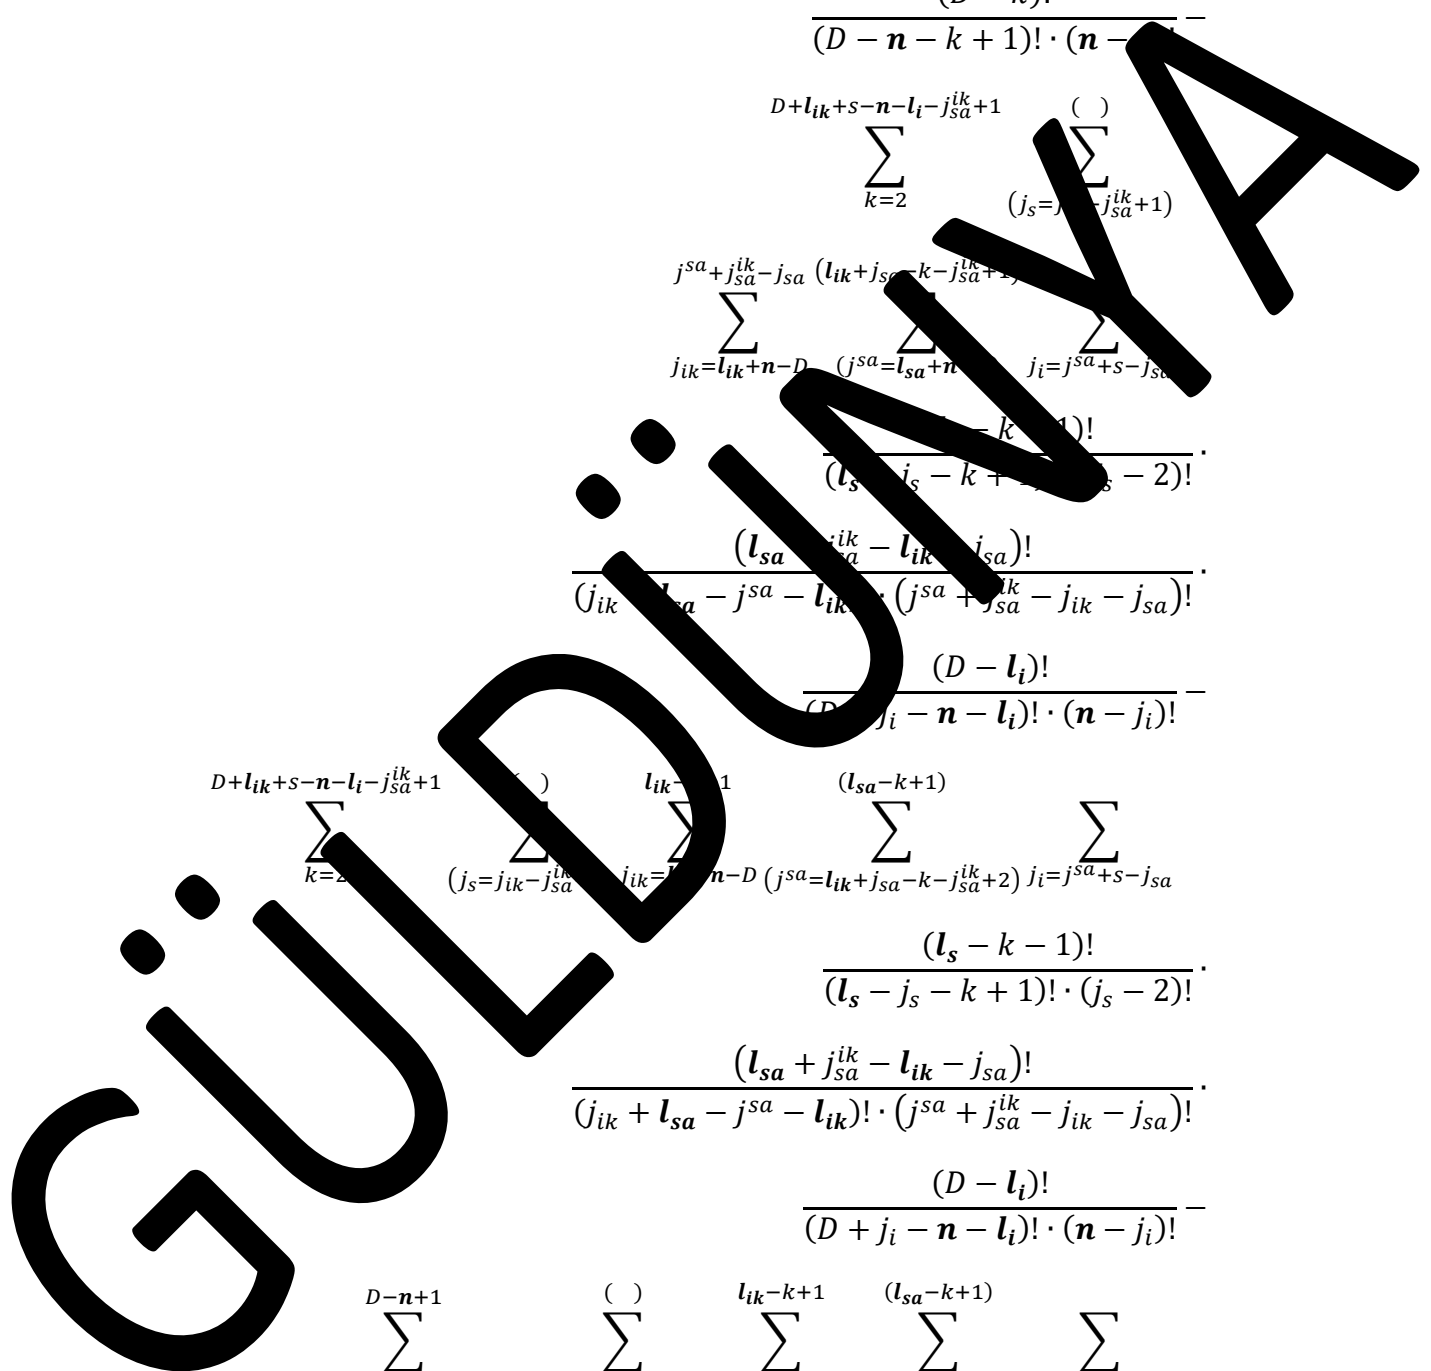 (D − k)!
(D − n − k + 1)! · (n − ! −
D+l_ik+s−n−l_i−j_sa^ik+1 ( )
∑ ∑
k=2 (j_s=j −j_sa^ik+1)
j^sa+j_sa^ik−j_sa (l_ik+j_sa−k−j_sa^ik+1)
∑ ∑ ∑
j_ik=l_ik+n−D (j^sa=l_sa+n j_i=j^sa+s−j_sa
− k 1)!
(l_s j_s − k + − 2)! ·
(l_sa j_sa^ik − l_ik j_sa)!
(j_ik l_sa − j^sa − l_ik · (j^sa + j_sa^ik − j_ik − j_sa)! ·
(D − l_i)!
(D j_i − n − l_i)! · (n − j_i)! −
D+l_ik+s−n−l_i−j_sa^ik+1 ( ) l_ik− 1 (l_sa−k+1)
∑ ∑ ∑ ∑ ∑
k=2 (j_s=j_ik−j_sa^ik j_ik= n−D (j^sa=l_ik+j_sa−k−j_sa^ik+2) j_i=j^sa+s−j_sa
(l_s − k − 1)!
(l_s − j_s − k + 1)! · (j_s − 2)! ·
(l_sa + j_sa^ik − l_ik − j_sa)!
(j_ik + l_sa − j^sa − l_ik)! · (j^sa + j_sa^ik − j_ik − j_sa)! ·
(D − l_i)!
(D + j_i − n − l_i)! · (n − j_i)! −
D−n+1 ( ) l_ik−k+1 (l_sa−k+1)
∑ ∑ ∑ ∑ ∑
GÜLDÜNYA